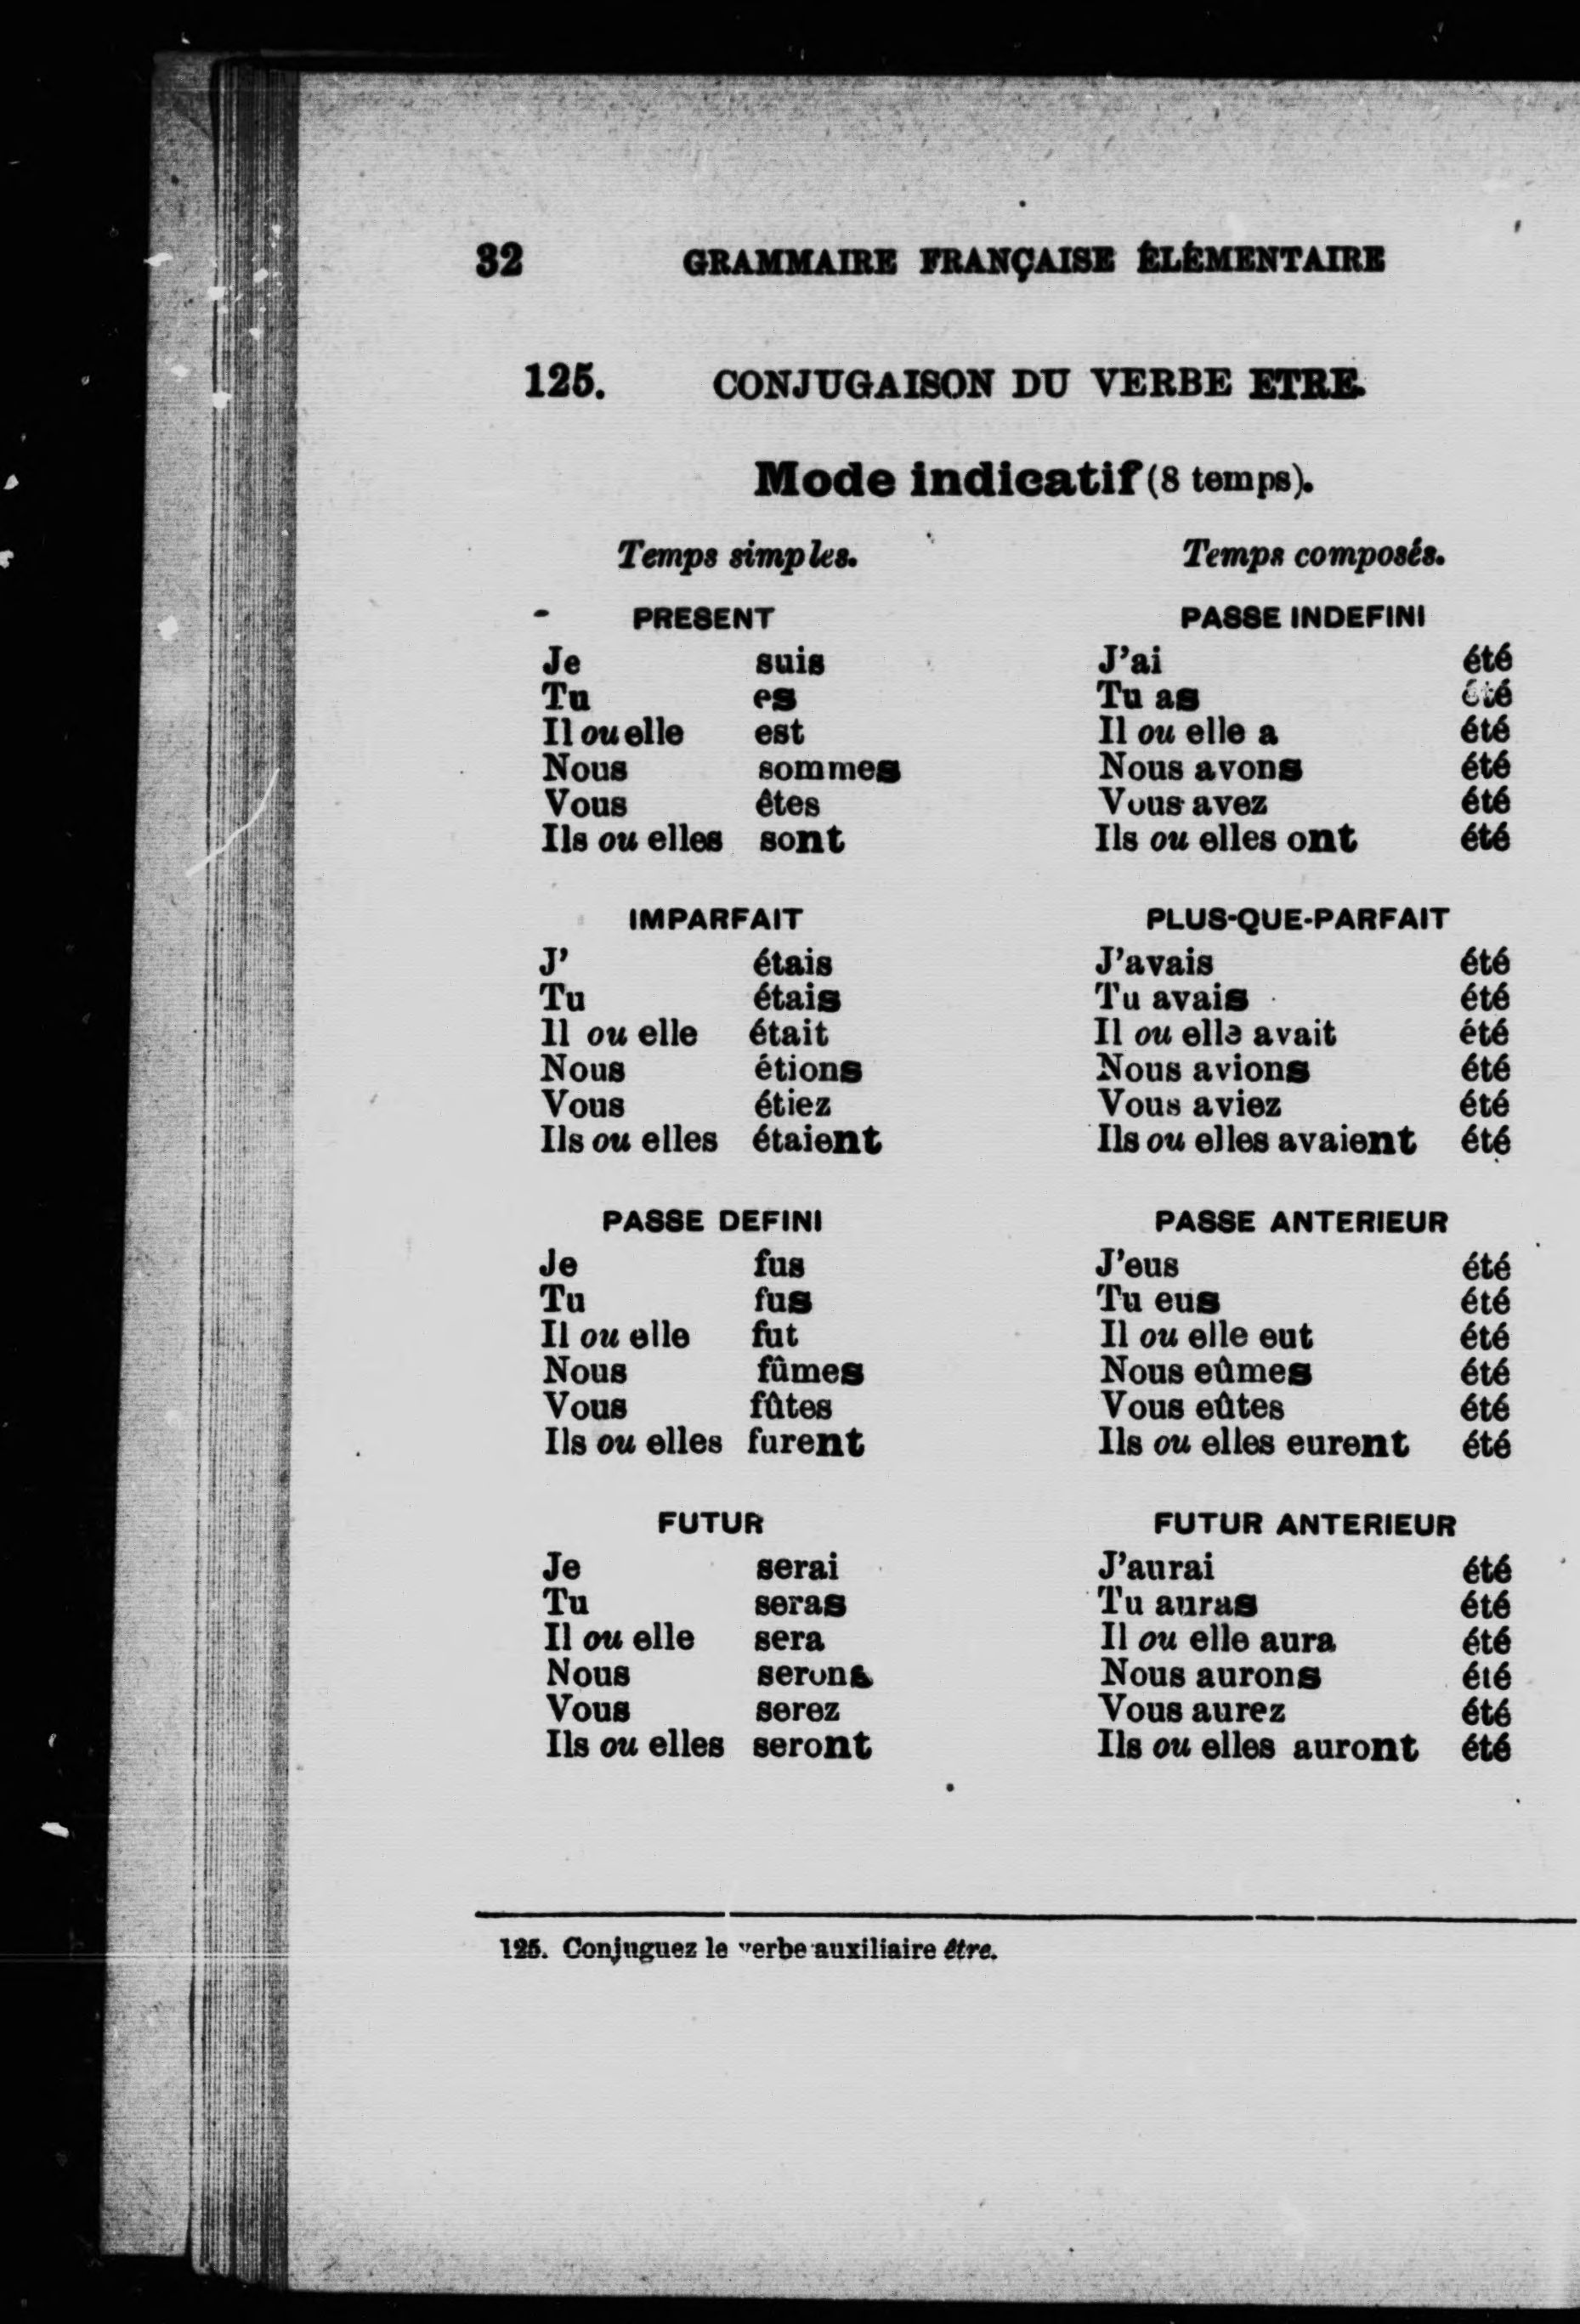 32 GRAMMAIRE FRANÇAISE ÉLÉMENTAIRE
125. CONJUGAISON DU VERBE ETRE.
Mode indicatif (8 temps).
Temps simples. Temps composés.
PRESENT PASSE INDEFINI
Je suis J'ai été
Tu es Tu as été
Il ou elle est Il ou elle a été
Nous sommes Nous avons été
Vous êtes Vous avez été
Ils ou elles sont Ils ou elles ont été
IMPARFAIT PLUS-QUE-PARFAIT
J' étais J'avais été
Tu étais Tu avais été
Il ou elle était Il ou elle avait été
Nous étions Nous avions été
Vous étiez Vous aviez été
Ils ou elles étaient Ils ou elles avaient été
PASSE DEFINI PASSE ANTERIEUR
Je fus J'eus été
Tu fus Tu eus été
Il ou elle fut Il ou elle eut été
Nous fûmes Nous eûmes été
Vous fûtes Vous eûtes été
Ils ou elles furent Ils ou elles eurent été
FUTUR FUTUR ANTERIEUR
Je serai J'aurai été
Tu seras Tu auras été
Il ou elle sera Il ou elle aura été
Nous serons Nous aurons été
Vous serez Vous aurez été
Ils ou elles seront Ils ou elles auront été
125. Conjuguez le verbe auxiliaire être.